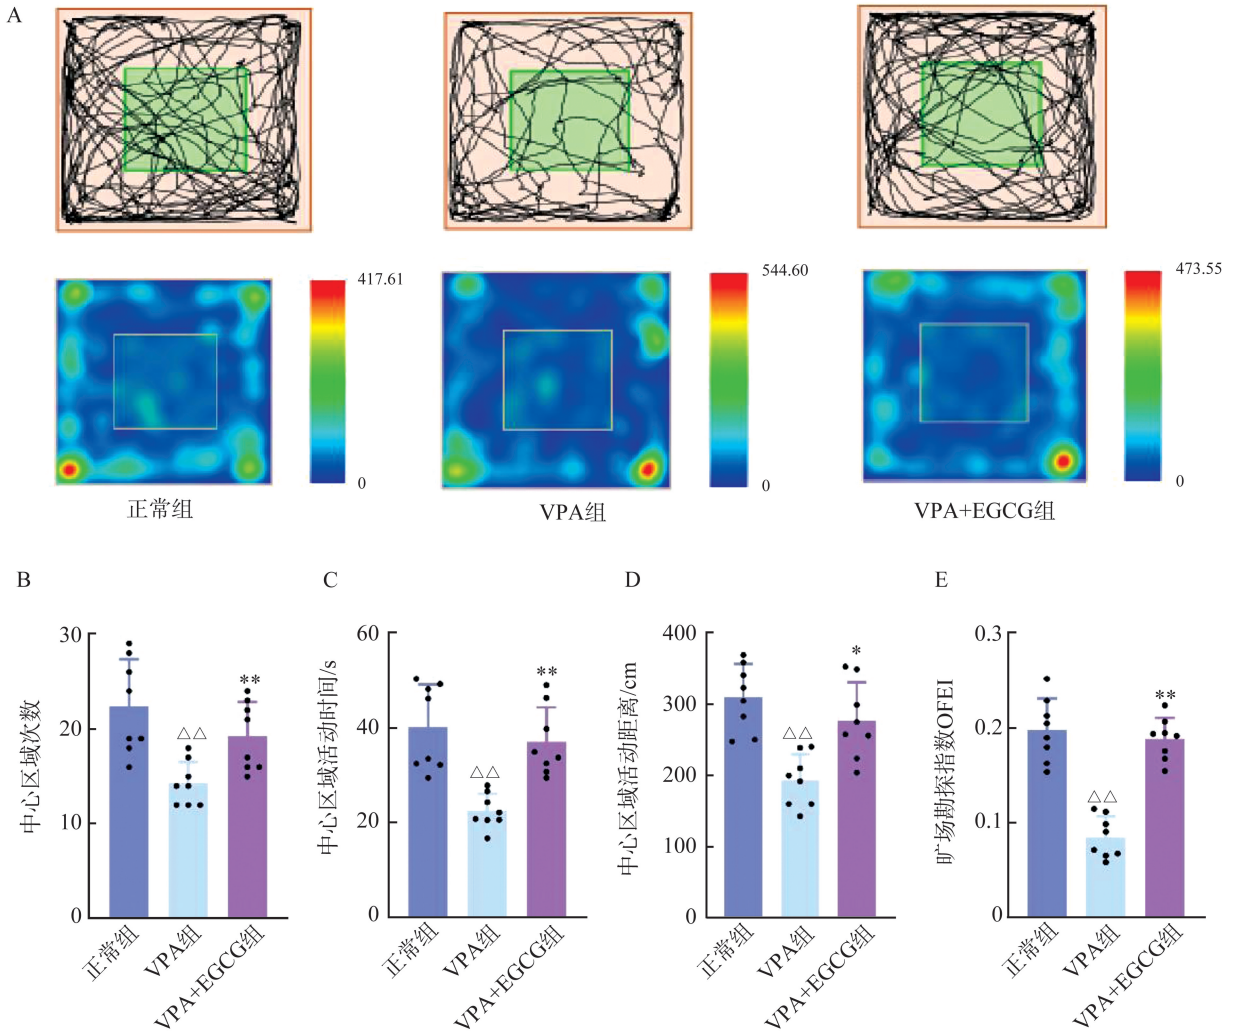 A
417.61
0
544.60
0
473.55
0
正常组
VPA组
VPA+EGCG组
B
中心区域次数
30
20
10
0
△△
**
正常组
VPA组
VPA+EGCG组
C
中心区域活动时间/s
60
40
20
0
△△
**
正常组
VPA组
VPA+EGCG组
D
中心区域活动距离/cm
400
300
200
100
0
△△
*
正常组
VPA组
VPA+EGCG组
E
旷场勘探指数OFEI
0.3
0.2
0.1
0
△△
**
正常组
VPA组
VPA+EGCG组